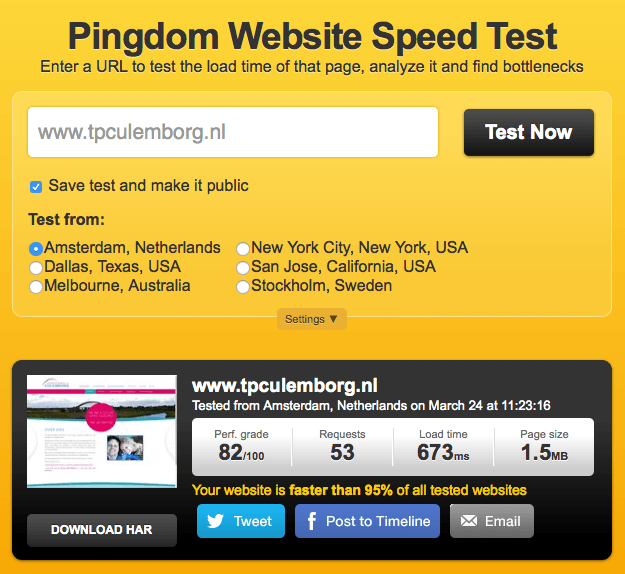 Pingdom Website Speed Test
Enter a URL to test the load time of that page, analyze it and find bottlenecks
www.tpculemborg.nl
Test Now
Save test and make it public
Test from:
Amsterdam, Netherlands
New York City, New York, USA
Dallas, Texas, USA
San Jose, California, USA
Melbourne, Australia
Stockholm, Sweden
Settings ▼
www.tpculemborg.nl
Tested from Amsterdam, Netherlands on March 24 at 11:23:16
Perf. grade
Requests
Load time
Page size
82/100
53
673ms
1.5MB
Your website is faster than 95% of all tested websites
DOWNLOAD HAR
Tweet
Post to Timeline
Email